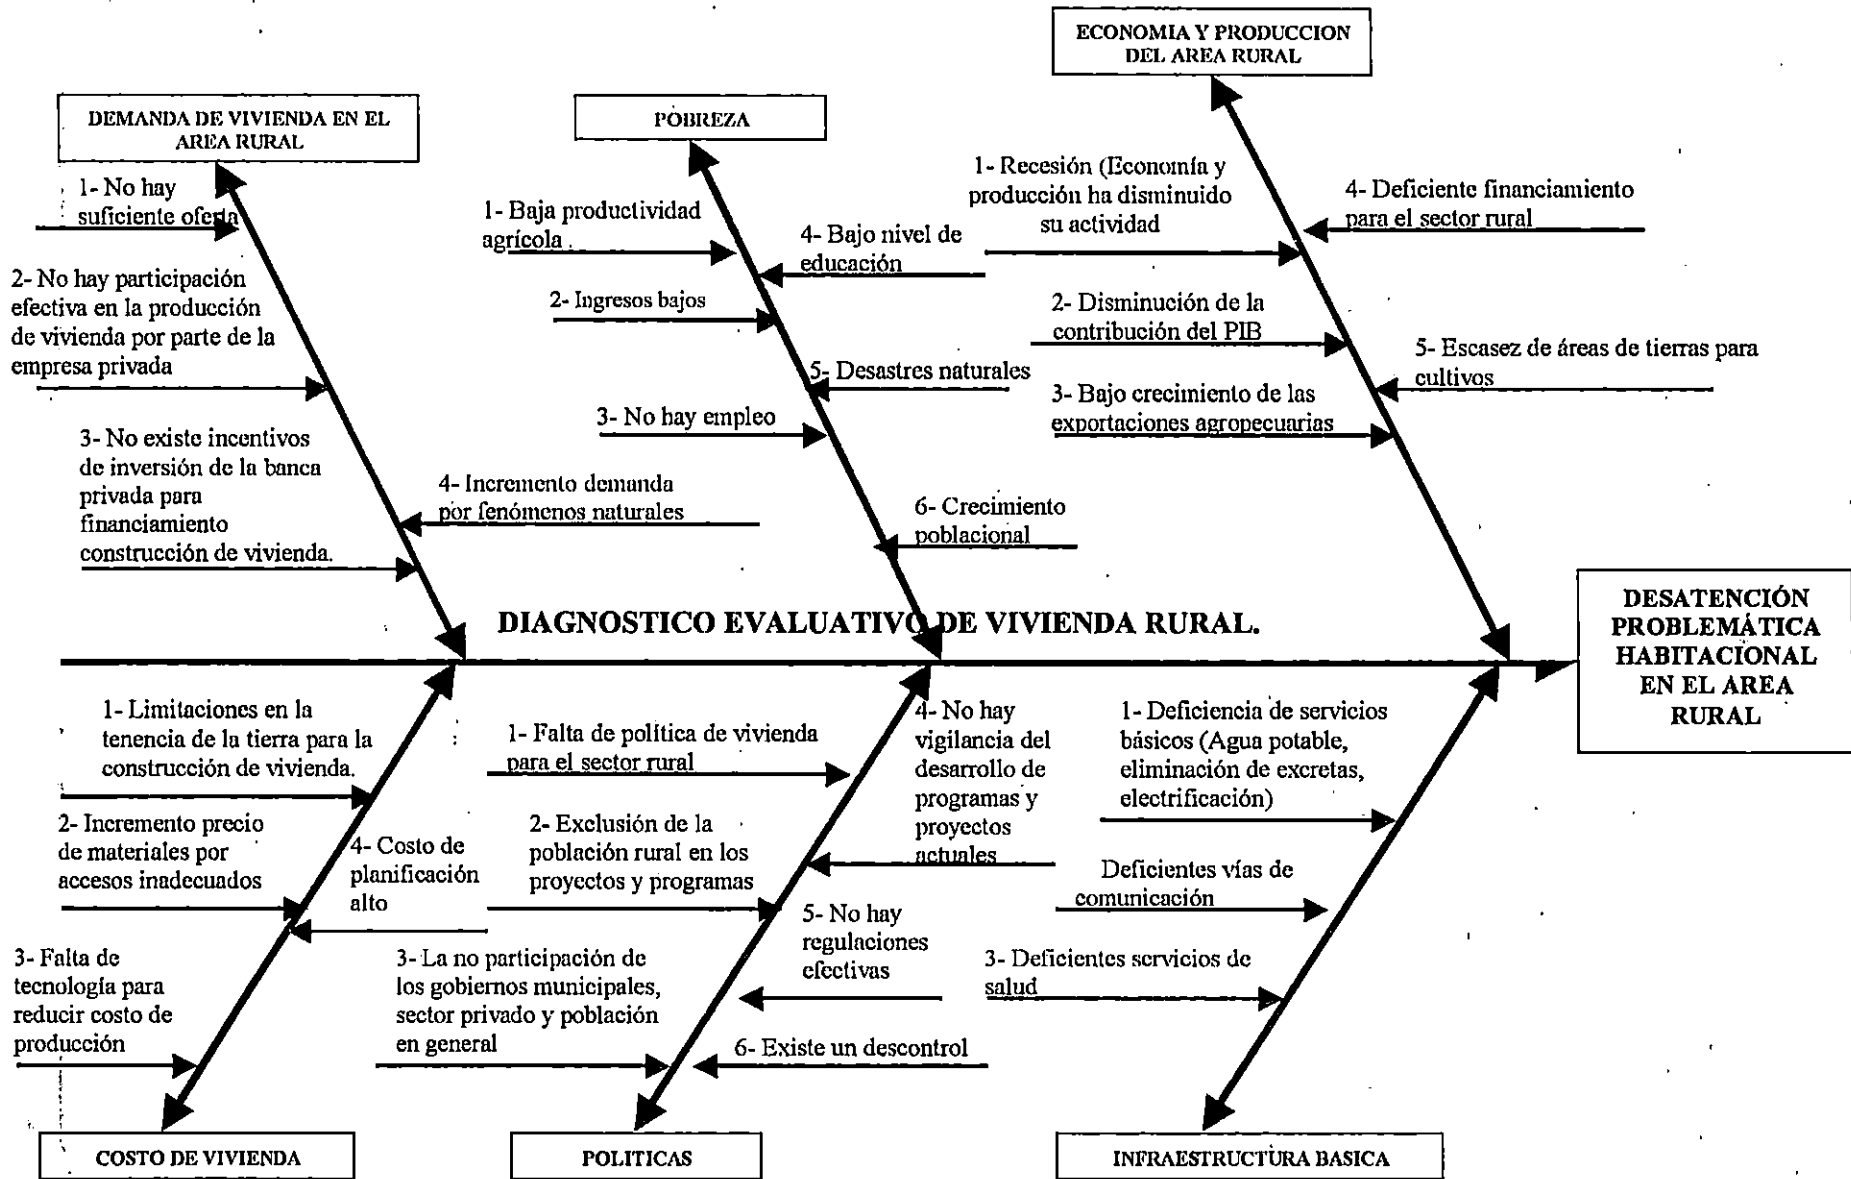 ECONOMIA Y PRODUCCION
DEL AREA RURAL
DEMANDA DE VIVIENDA EN EL
AREA RURAL
POBREZA
1- No hay
suficiente oferta
2- No hay participación
efectiva en la producción
de vivienda por parte de la
empresa privada
3- No existe incentivos
de inversión de la banca
privada para
financiamiento
construcción de vivienda.
4- Incremento demanda
por fenómenos naturales
1- Baja productividad
agrícola
2- Ingresos bajos
3- No hay empleo
4- Bajo nivel de
educación
5- Desastres naturales
6- Crecimiento
poblacional
1- Recesión (Economía y
producción ha disminuido
su actividad
2- Disminución de la
contribución del PIB
3- Bajo crecimiento de las
exportaciones agropecuarias
4- Deficiente financiamiento
para el sector rural
5- Escasez de áreas de tierras para
cultivos
DIAGNOSTICO EVALUATIVO DE VIVIENDA RURAL.
DESATENCIÓN
PROBLEMÁTICA
HABITACIONAL
EN EL AREA
RURAL
1- Limitaciones en la
tenencia de la tierra para la
construcción de vivienda.
2- Incremento precio
de materiales por
accesos inadecuados
3- Falta de
tecnología para
reducir costo de
producción
4- Costo de
planificación
alto
1- Falta de política de vivienda
para el sector rural
2- Exclusión de la
población rural en los
proyectos y programas
3- La no participación de
los gobiernos municipales,
sector privado y población
en general
4- No hay
vigilancia del
desarrollo de
programas y
proyectos
actuales
5- No hay
regulaciones
efectivas
6- Existe un descontrol
1- Deficiencia de servicios
básicos (Agua potable,
eliminación de excretas,
electrificación)
Deficientes vías de
comunicación
3- Deficientes servicios de
salud
COSTO DE VIVIENDA
POLITICAS
INFRAESTRUCTURA BASICA